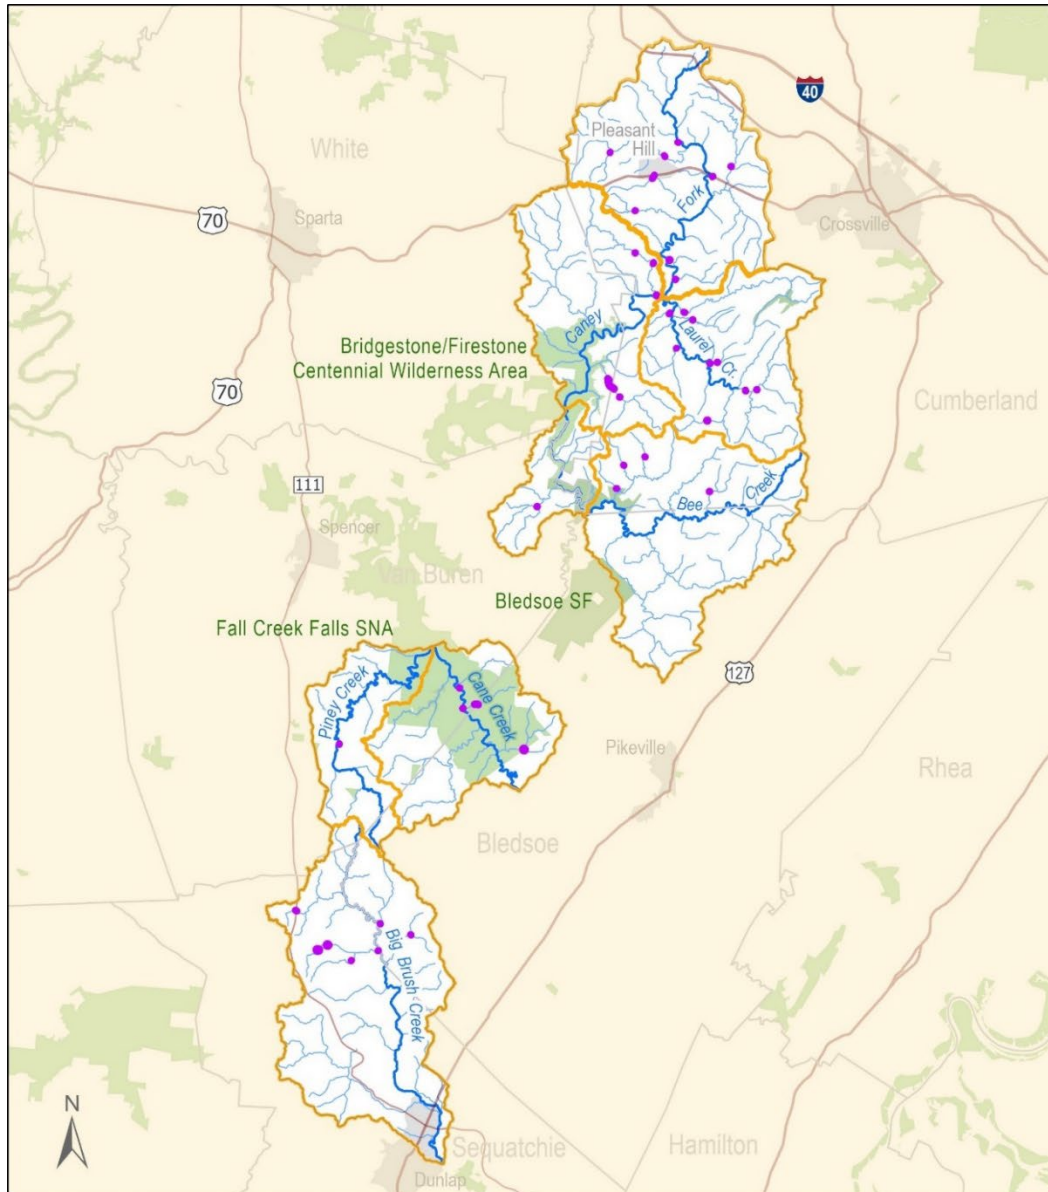 40
White
Pleasant
Hill
70
Sparta
Fork
Crossville
Caney
Laurel Cr.
Bridgestone/Firestone
Centennial Wilderness Area
70
Cumberland
111
Bee Creek
Spencer
Van Buren
Bledsoe SF
Fall Creek Falls SNA
127
Piney Creek
Cane Creek
Pikeville
Rhea
Bledsoe
Big Brush Creek
N
Sequatchie
Hamilton
Dunlap